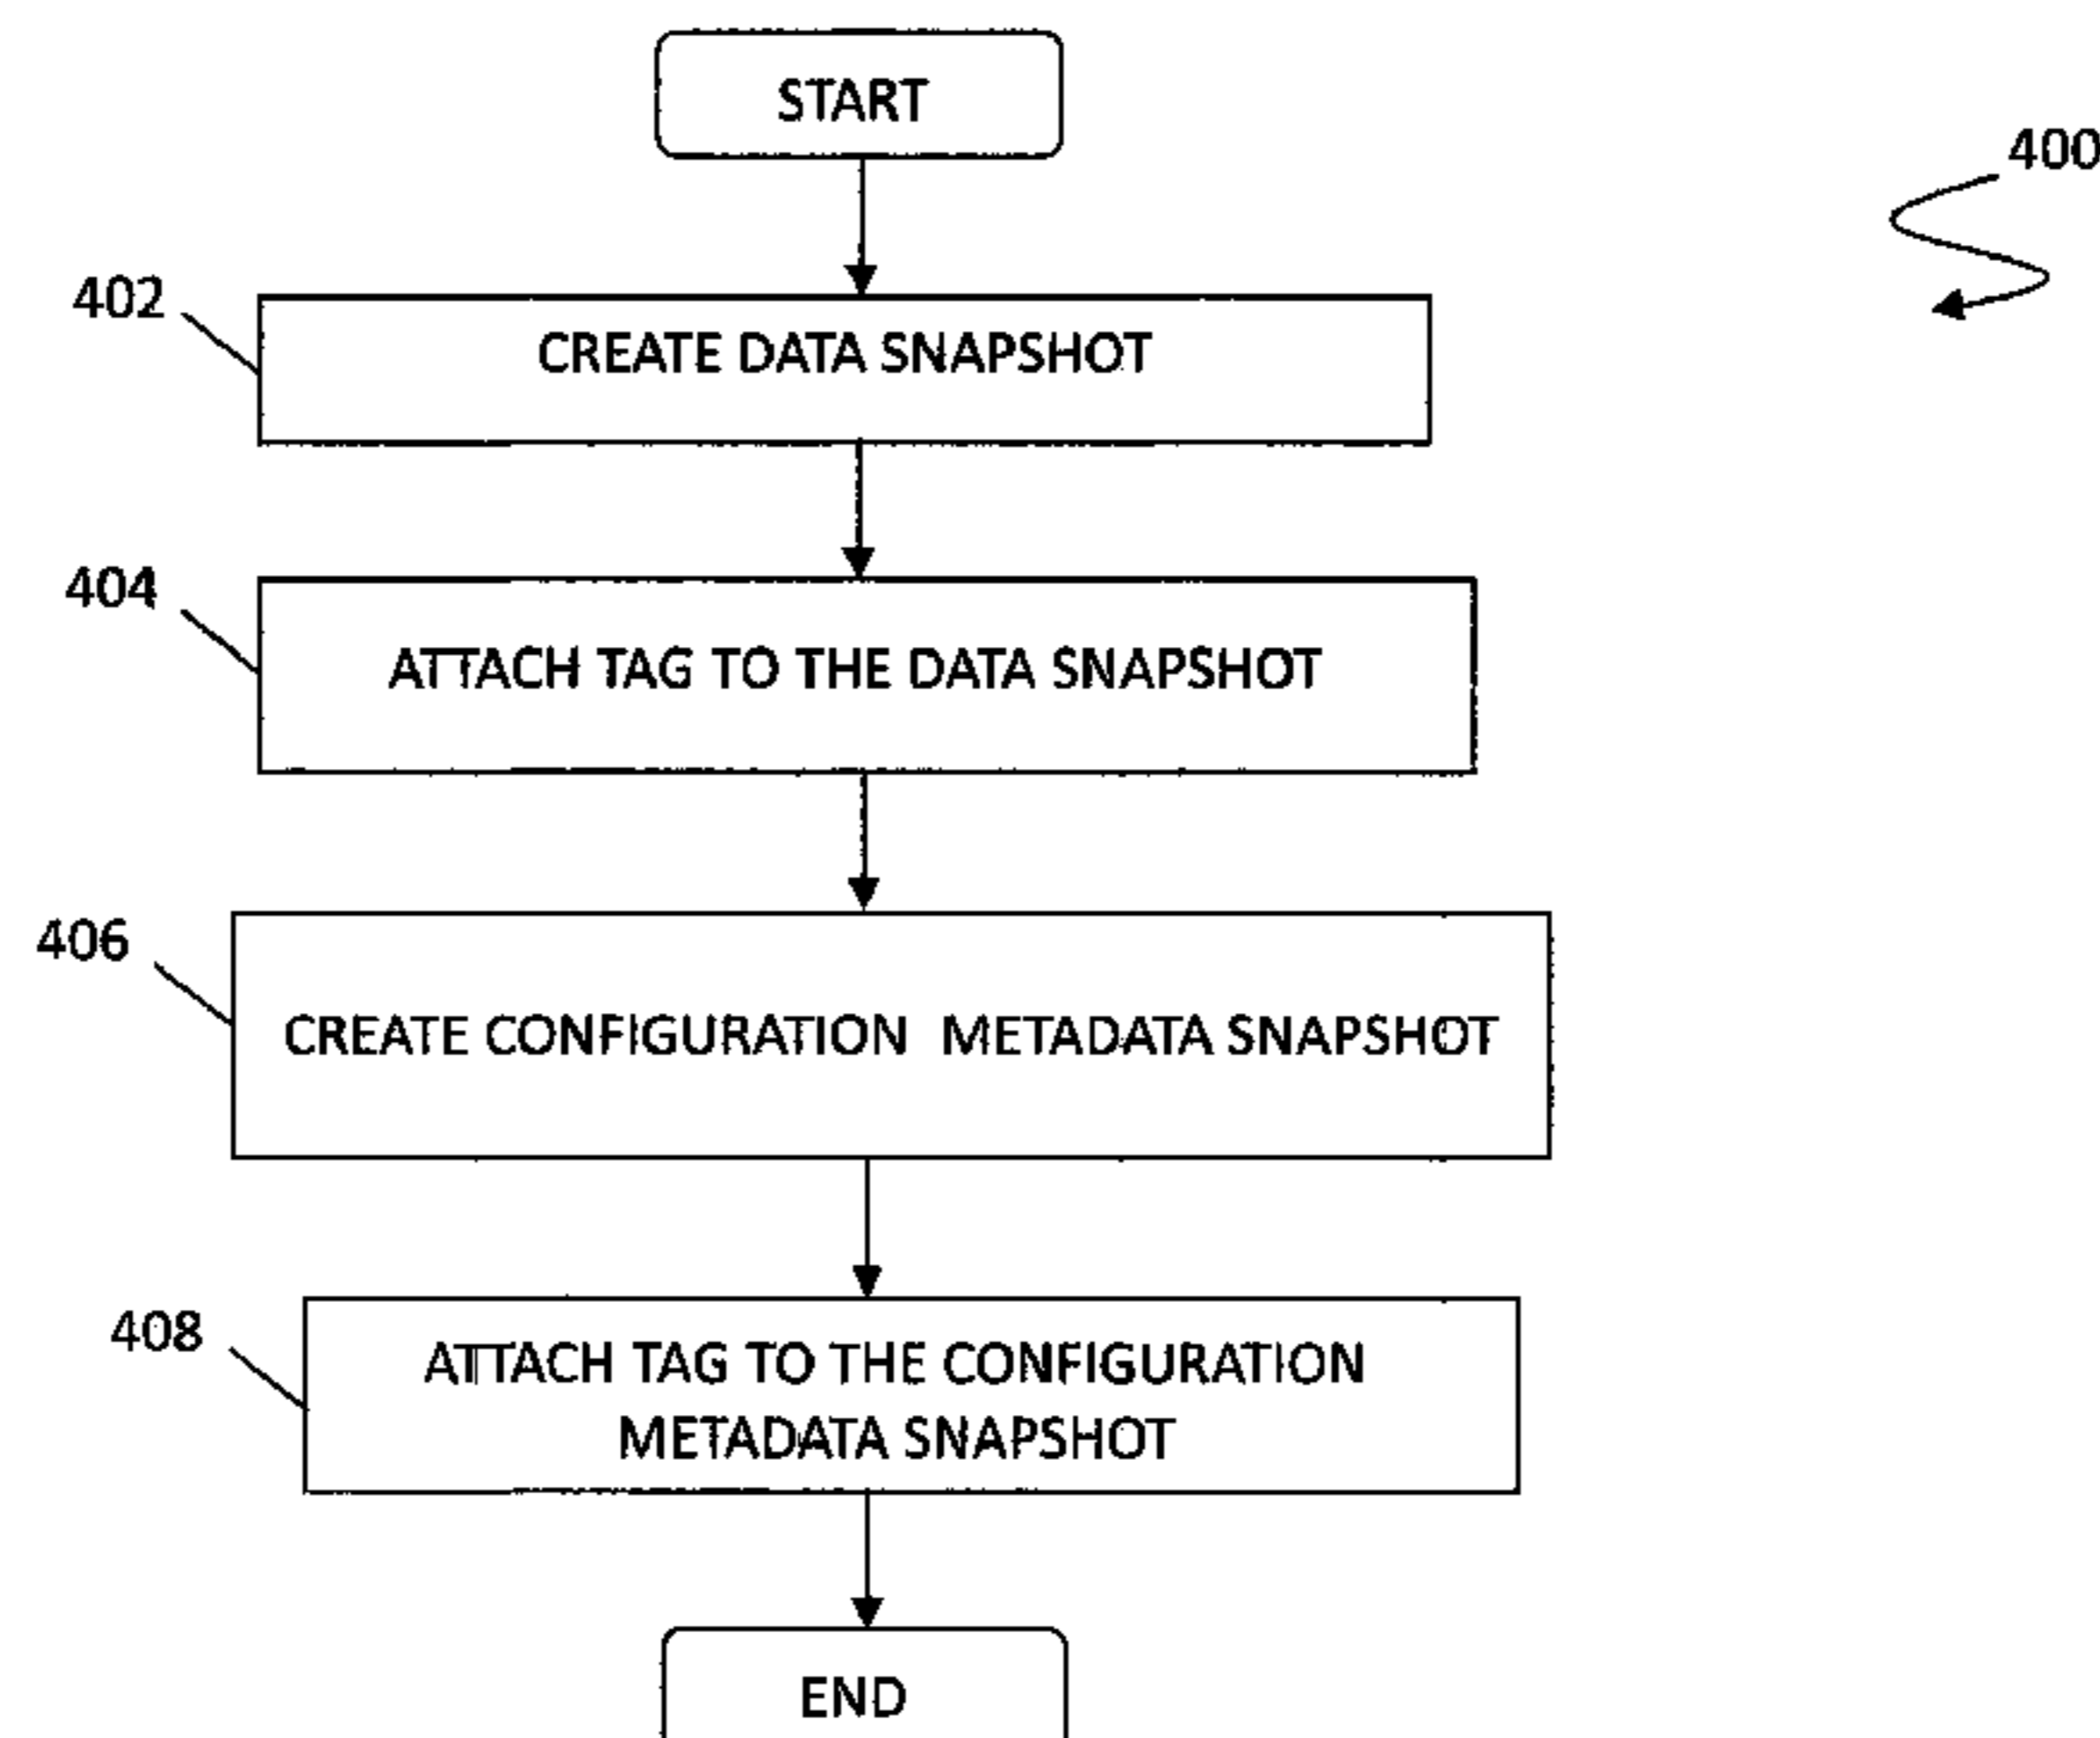 START
400
402
CREATE DATA SNAPSHOT
404
ATTACH TAG TO THE DATA SNAPSHOT
406
CREATE CONFIGURATION METADATA SNAPSHOT
408
ATTACH TAG TO THE CONFIGURATION
METADATA SNAPSHOT
END